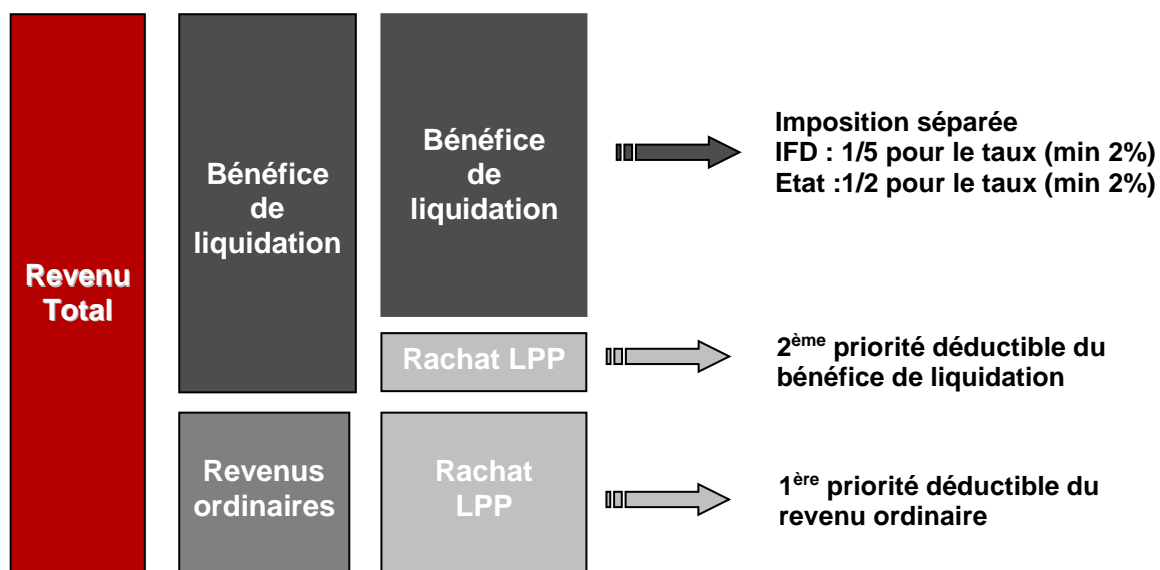 Revenu
Total
Bénéfice
de
liquidation
Revenus
ordinaires
Bénéfice
de
liquidation
Rachat LPP
Rachat
LPP
Imposition séparée
IFD : 1/5 pour le taux (min 2%)
Etat :1/2 pour le taux (min 2%)
2ème priorité déductible du
bénéfice de liquidation
1ère priorité déductible du
revenu ordinaire